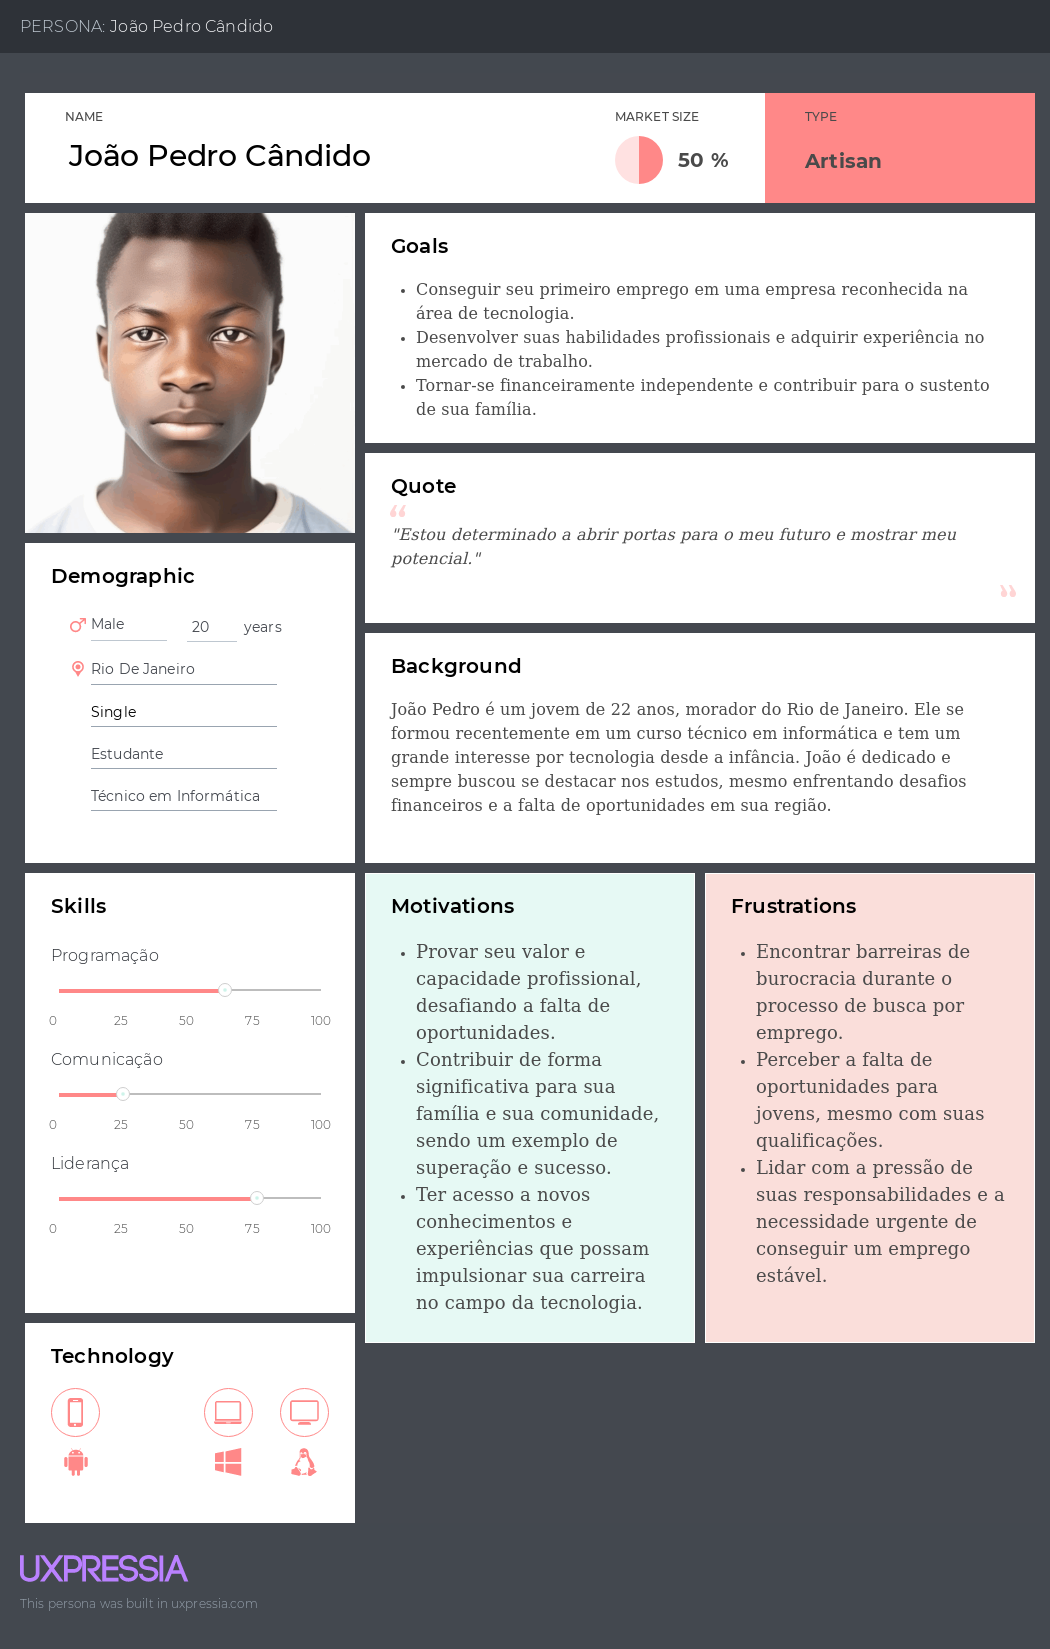 PERSONA: João Pedro Cândido
NAME
João Pedro Cândido
MARKET SIZE
50 %
TYPE
Artisan
Goals
• Conseguir seu primeiro emprego em uma empresa reconhecida na
área de tecnologia.
• Desenvolver suas habilidades profissionais e adquirir experiência no
mercado de trabalho.
• Tornar-se financeiramente independente e contribuir para o sustento
de sua família.
Quote
“
"Estou determinado a abrir portas para o meu futuro e mostrar meu
potencial."
”
Demographic
Male
20 years
Rio De Janeiro
Single
Estudante
Técnico em Informática
Background
João Pedro é um jovem de 22 anos, morador do Rio de Janeiro. Ele se
formou recentemente em um curso técnico em informática e tem um
grande interesse por tecnologia desde a infância. João é dedicado e
sempre buscou se destacar nos estudos, mesmo enfrentando desafios
financeiros e a falta de oportunidades em sua região.
Skills
Programação
0 25 50 75 100
Comunicação
0 25 50 75 100
Liderança
0 25 50 75 100
Motivations
• Provar seu valor e
capacidade profissional,
desafiando a falta de
oportunidades.
• Contribuir de forma
significativa para sua
família e sua comunidade,
sendo um exemplo de
superação e sucesso.
• Ter acesso a novos
conhecimentos e
experiências que possam
impulsionar sua carreira
no campo da tecnologia.
Frustrations
• Encontrar barreiras de
burocracia durante o
processo de busca por
emprego.
• Perceber a falta de
oportunidades para
jovens, mesmo com suas
qualificações.
• Lidar com a pressão de
suas responsabilidades e a
necessidade urgente de
conseguir um emprego
estável.
Technology
UXPRESSIA
This persona was built in uxpressia.com